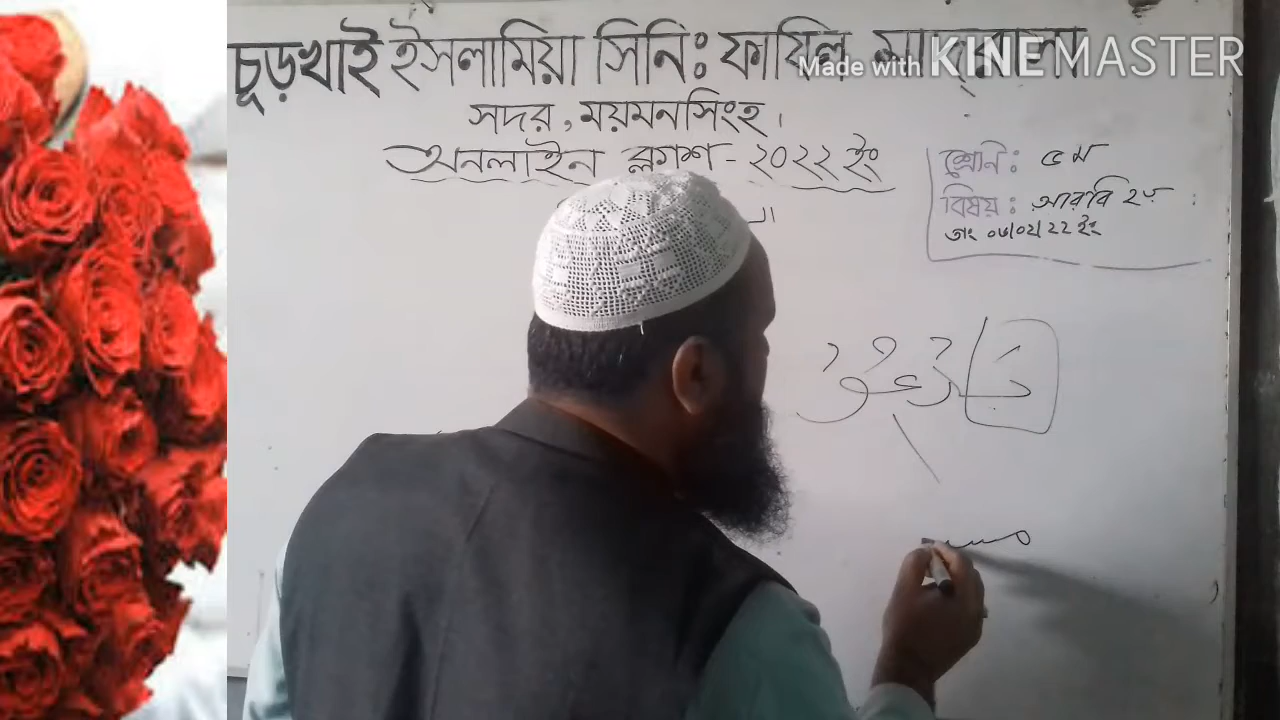 চূড়খাই ইসলামিয়া সিনিঃ ফাযিল মাদ্রাসা
Made with KINEMASTER
সদর, ময়মনসিংহ।
অনলাইন ক্লাশ - ২০২২ ইং
শ্রেনি: ৫ম
বিষয়: আরবি ২য়
তাং ০৬/০২/২২ ইং